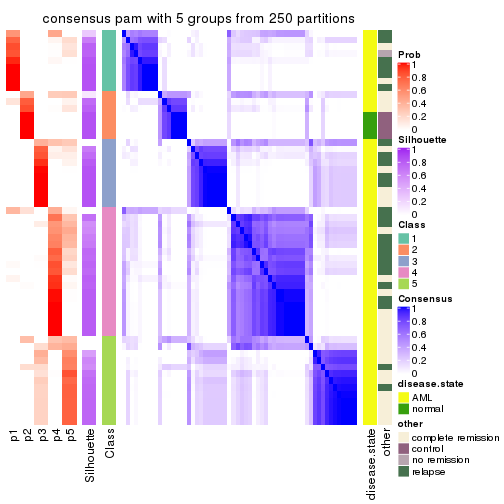 consensus pam with 5 groups from 250 partitions
Prob
1
0.8
0.6
0.4
0.2
0
Silhouette
1
0.8
0.6
0.4
0.2
0
Class
1
2
3
4
5
Consensus
1
0.8
0.6
0.4
0.2
0
disease.state
AML
normal
other
complete remission
control
no remission
relapse
p1
p2
p3
p4
p5
Silhouette
Class
disease.state
other